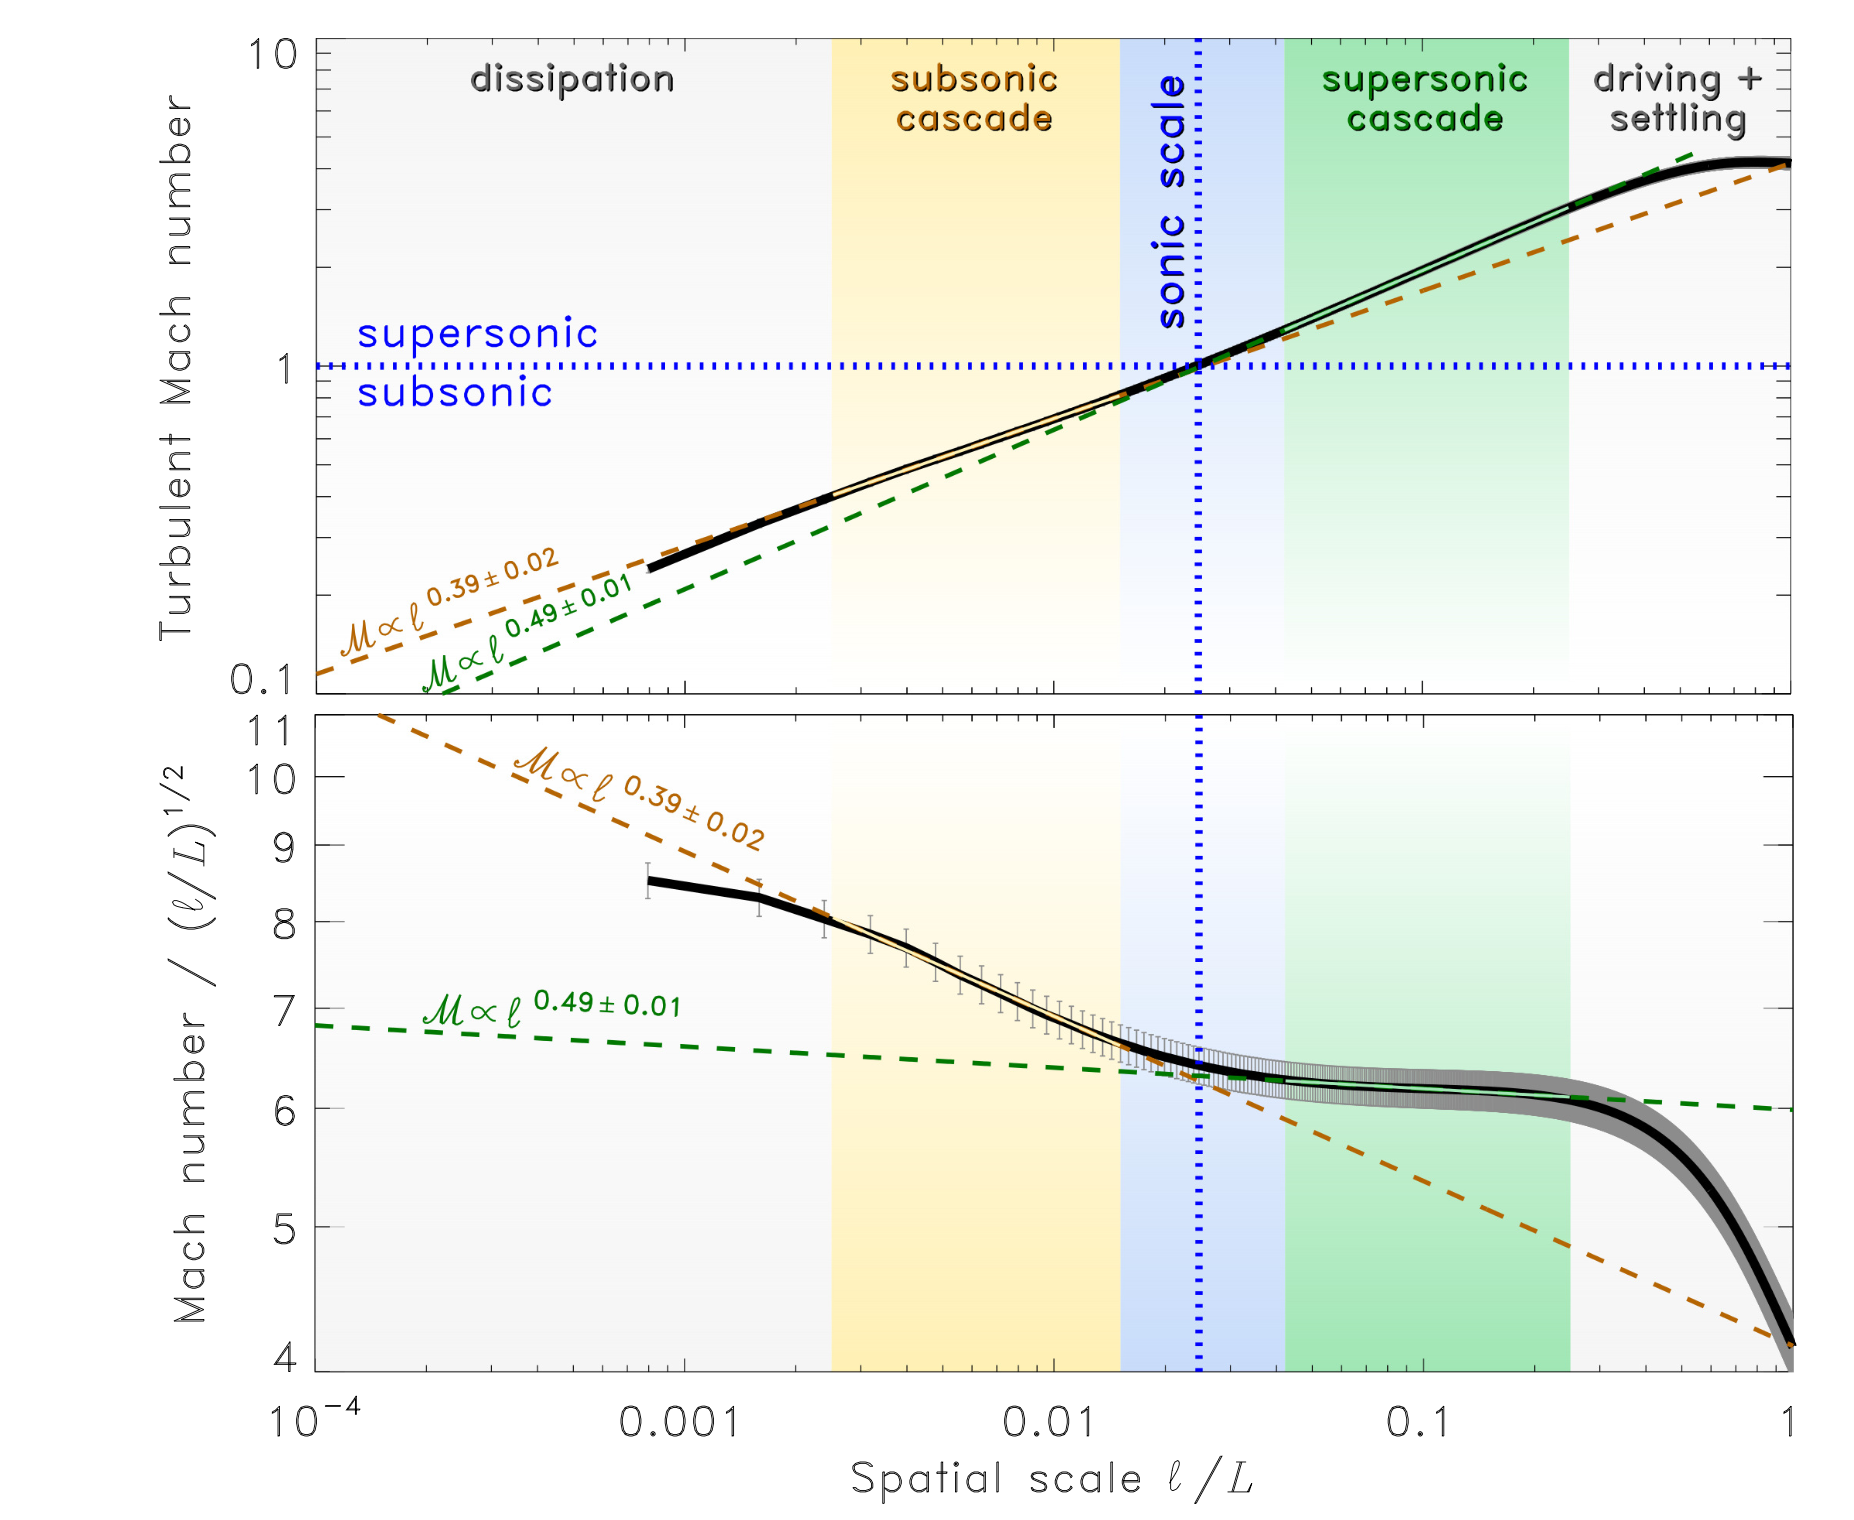 dissipation
subsonic
cascade
sonic scale
supersonic
cascade
driving +
settling
Turbulent Mach number
10
1
0.1
supersonic
subsonic
ℳ∝ℓ 0.39±0.02
ℳ∝ℓ 0.49±0.01
Mach number / (ℓ/L)1/2
11
10
9
8
7
6
5
4
ℳ∝ℓ 0.39±0.02
ℳ∝ℓ 0.49±0.01
10−4
0.001
0.01
0.1
1
Spatial scale ℓ/L